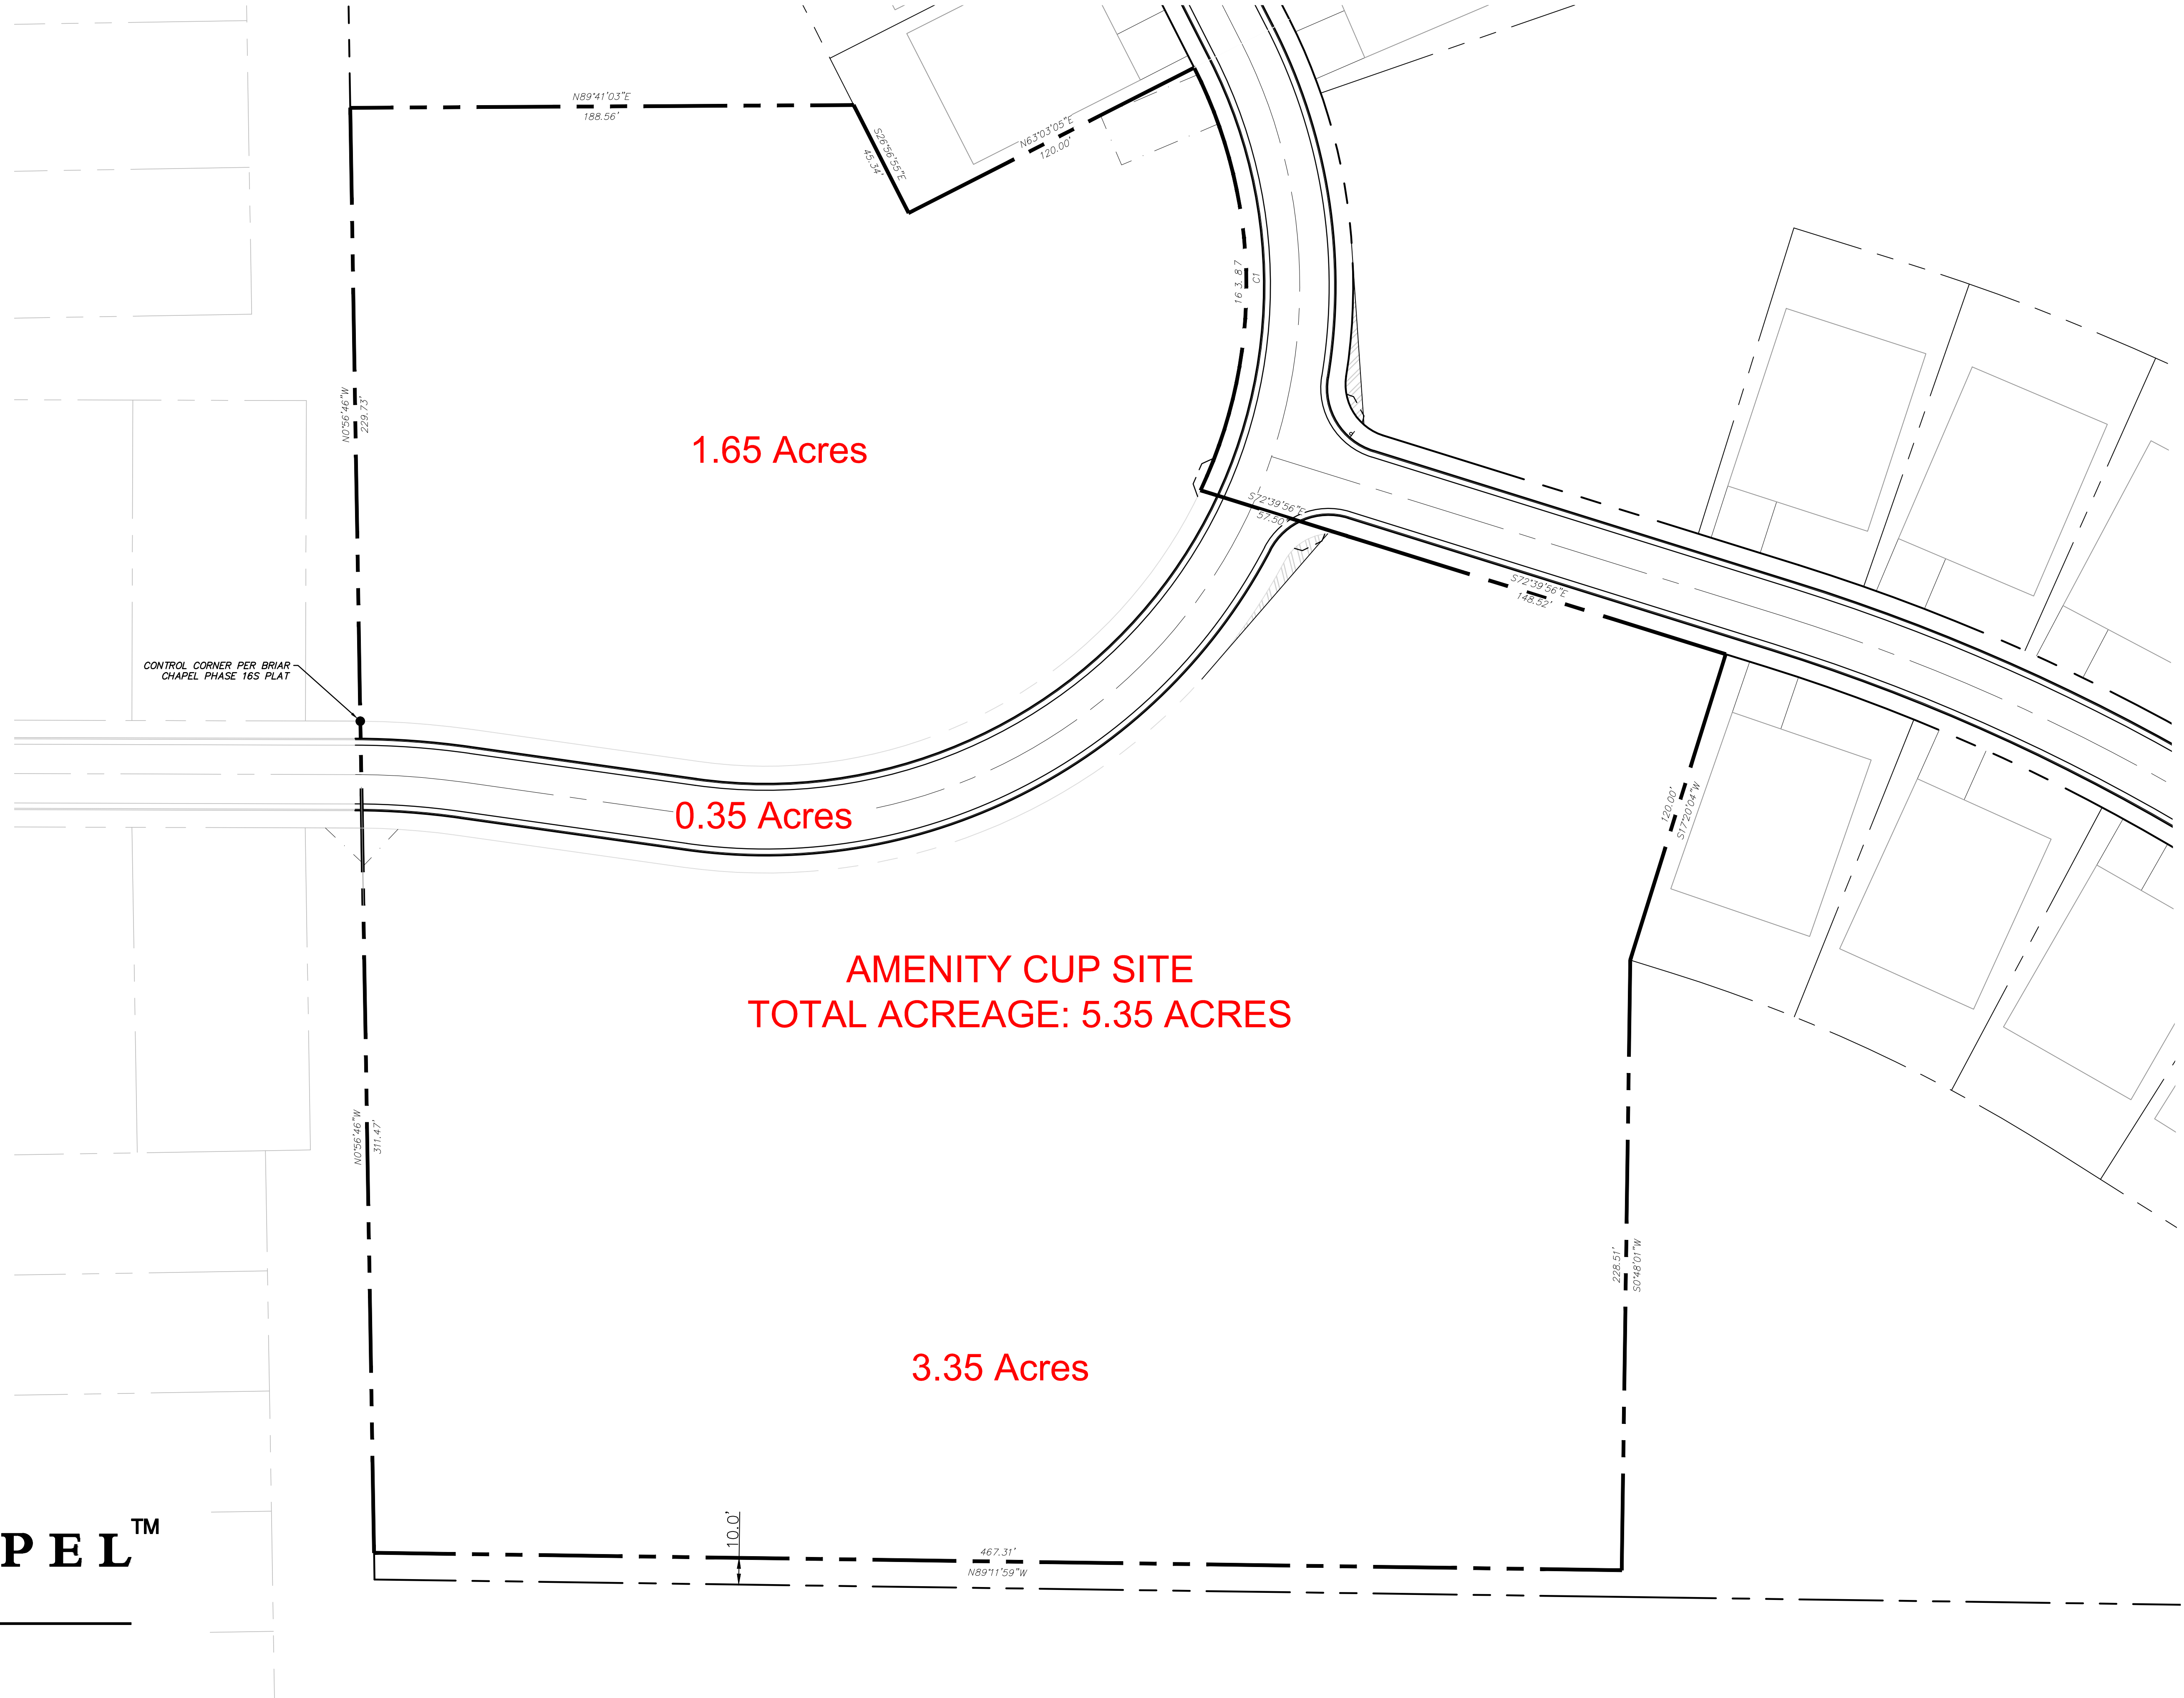 N89°41'03"E
188.56'
S26°56'55"E
45.34'
N63°03'05"E
120.00'
163.87
C1
N0°56'46"W
229.73'
1.65 Acres
S72°39'56"E
57.50'
S72°39'56"E
148.52'
CONTROL CORNER PER BRIAR
CHAPEL PHASE 16S PLAT
0.35 Acres
120.00'
S17°20'04"W
AMENITY CUP SITE
TOTAL ACREAGE: 5.35 ACRES
N0°56'46"W
311.47'
228.51'
S0°48'01"W
3.35 Acres
10.0'
467.31'
N89°11'59"W
PEL™